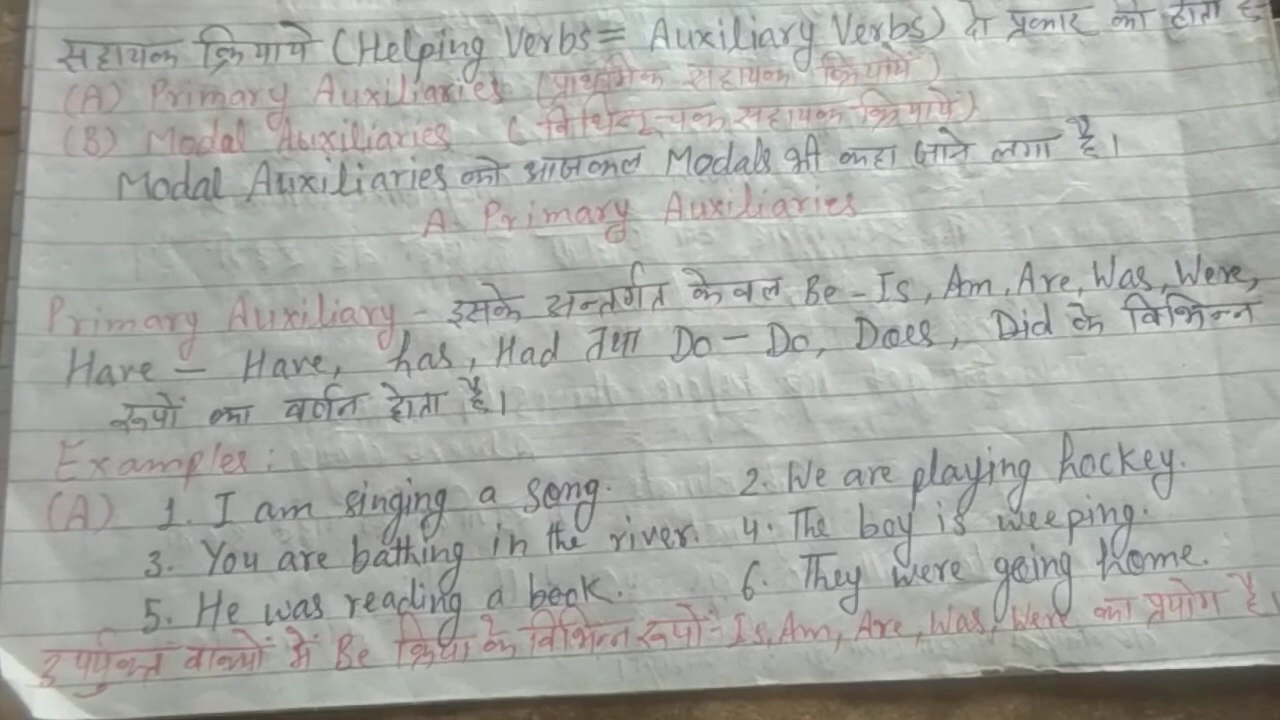 सहायक क्रियाये (Helping Verbs= Auxiliary Verbs) दो प्रकार को होता है
(A) Primary Auxiliaries (प्राथमिक सहायक क्रियायें)
(B) Modal Auxiliaries ( सहायक क्रियायें)
Modal Auxiliaries को आजकल Modals भी कहा जाने लगा है।
A. Primary Auxiliaries
Primary Auxiliary - इसके अन्तर्गत केवल Be - Is, Am, Are, Was, Were,
Have - Have, has, Had तथा Do - Do, Does, Did के विभिन्न
रूपों का वर्णन होता है।
Examples:
(A) 1. I am singing a song. 2. We are playing hockey.
3. You are bathing in the river. 4. The boy is weeping.
5. He was reading a book. 6. They were going home.
उपर्युक्त वाक्यों में Be क्रिया के विभिन्न रूपों- Is, Am, Are, Was, Were का प्रयोग है